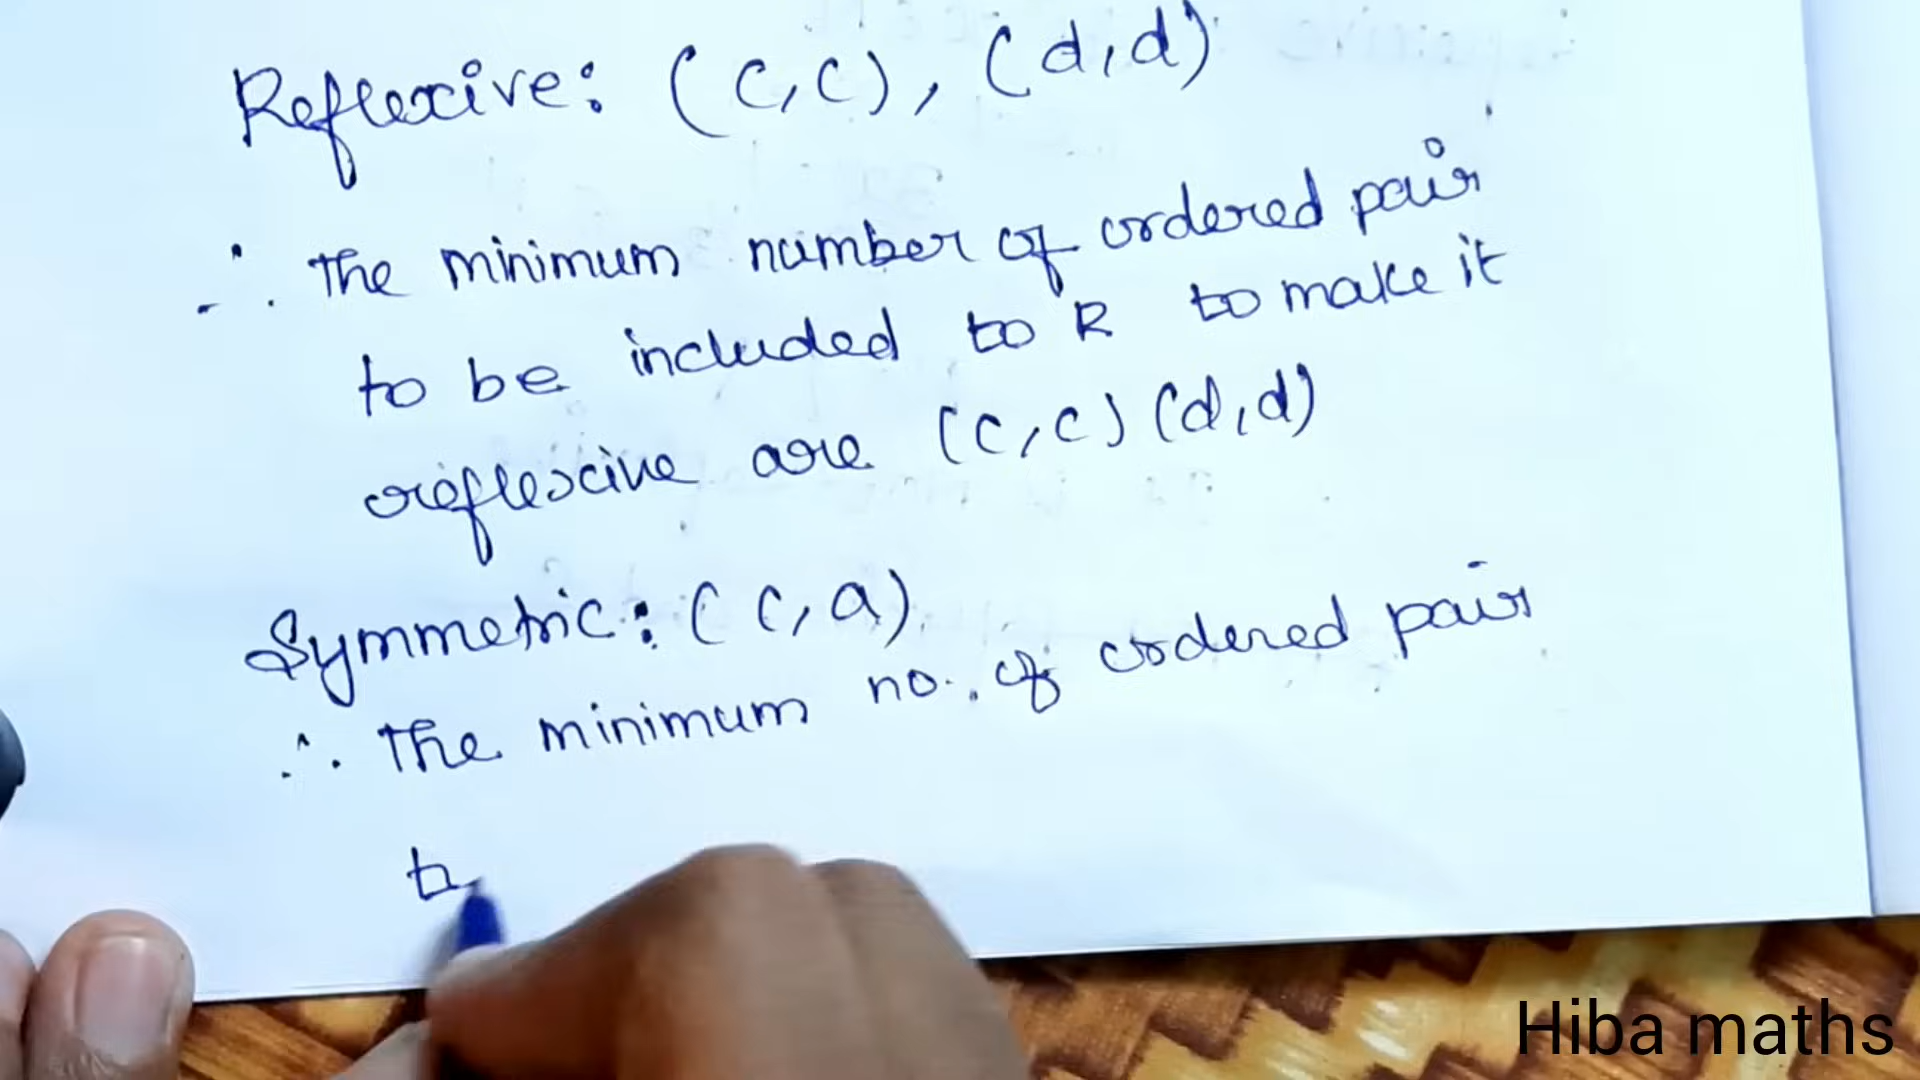 Reflexive: (c,c), (d,d)
∴ The minimum number of ordered pair
to be included to R to make it
reflexive are (c,c) (d,d)
Symmetric: (c,a)
∴ The minimum no. of ordered pair
Hiba maths